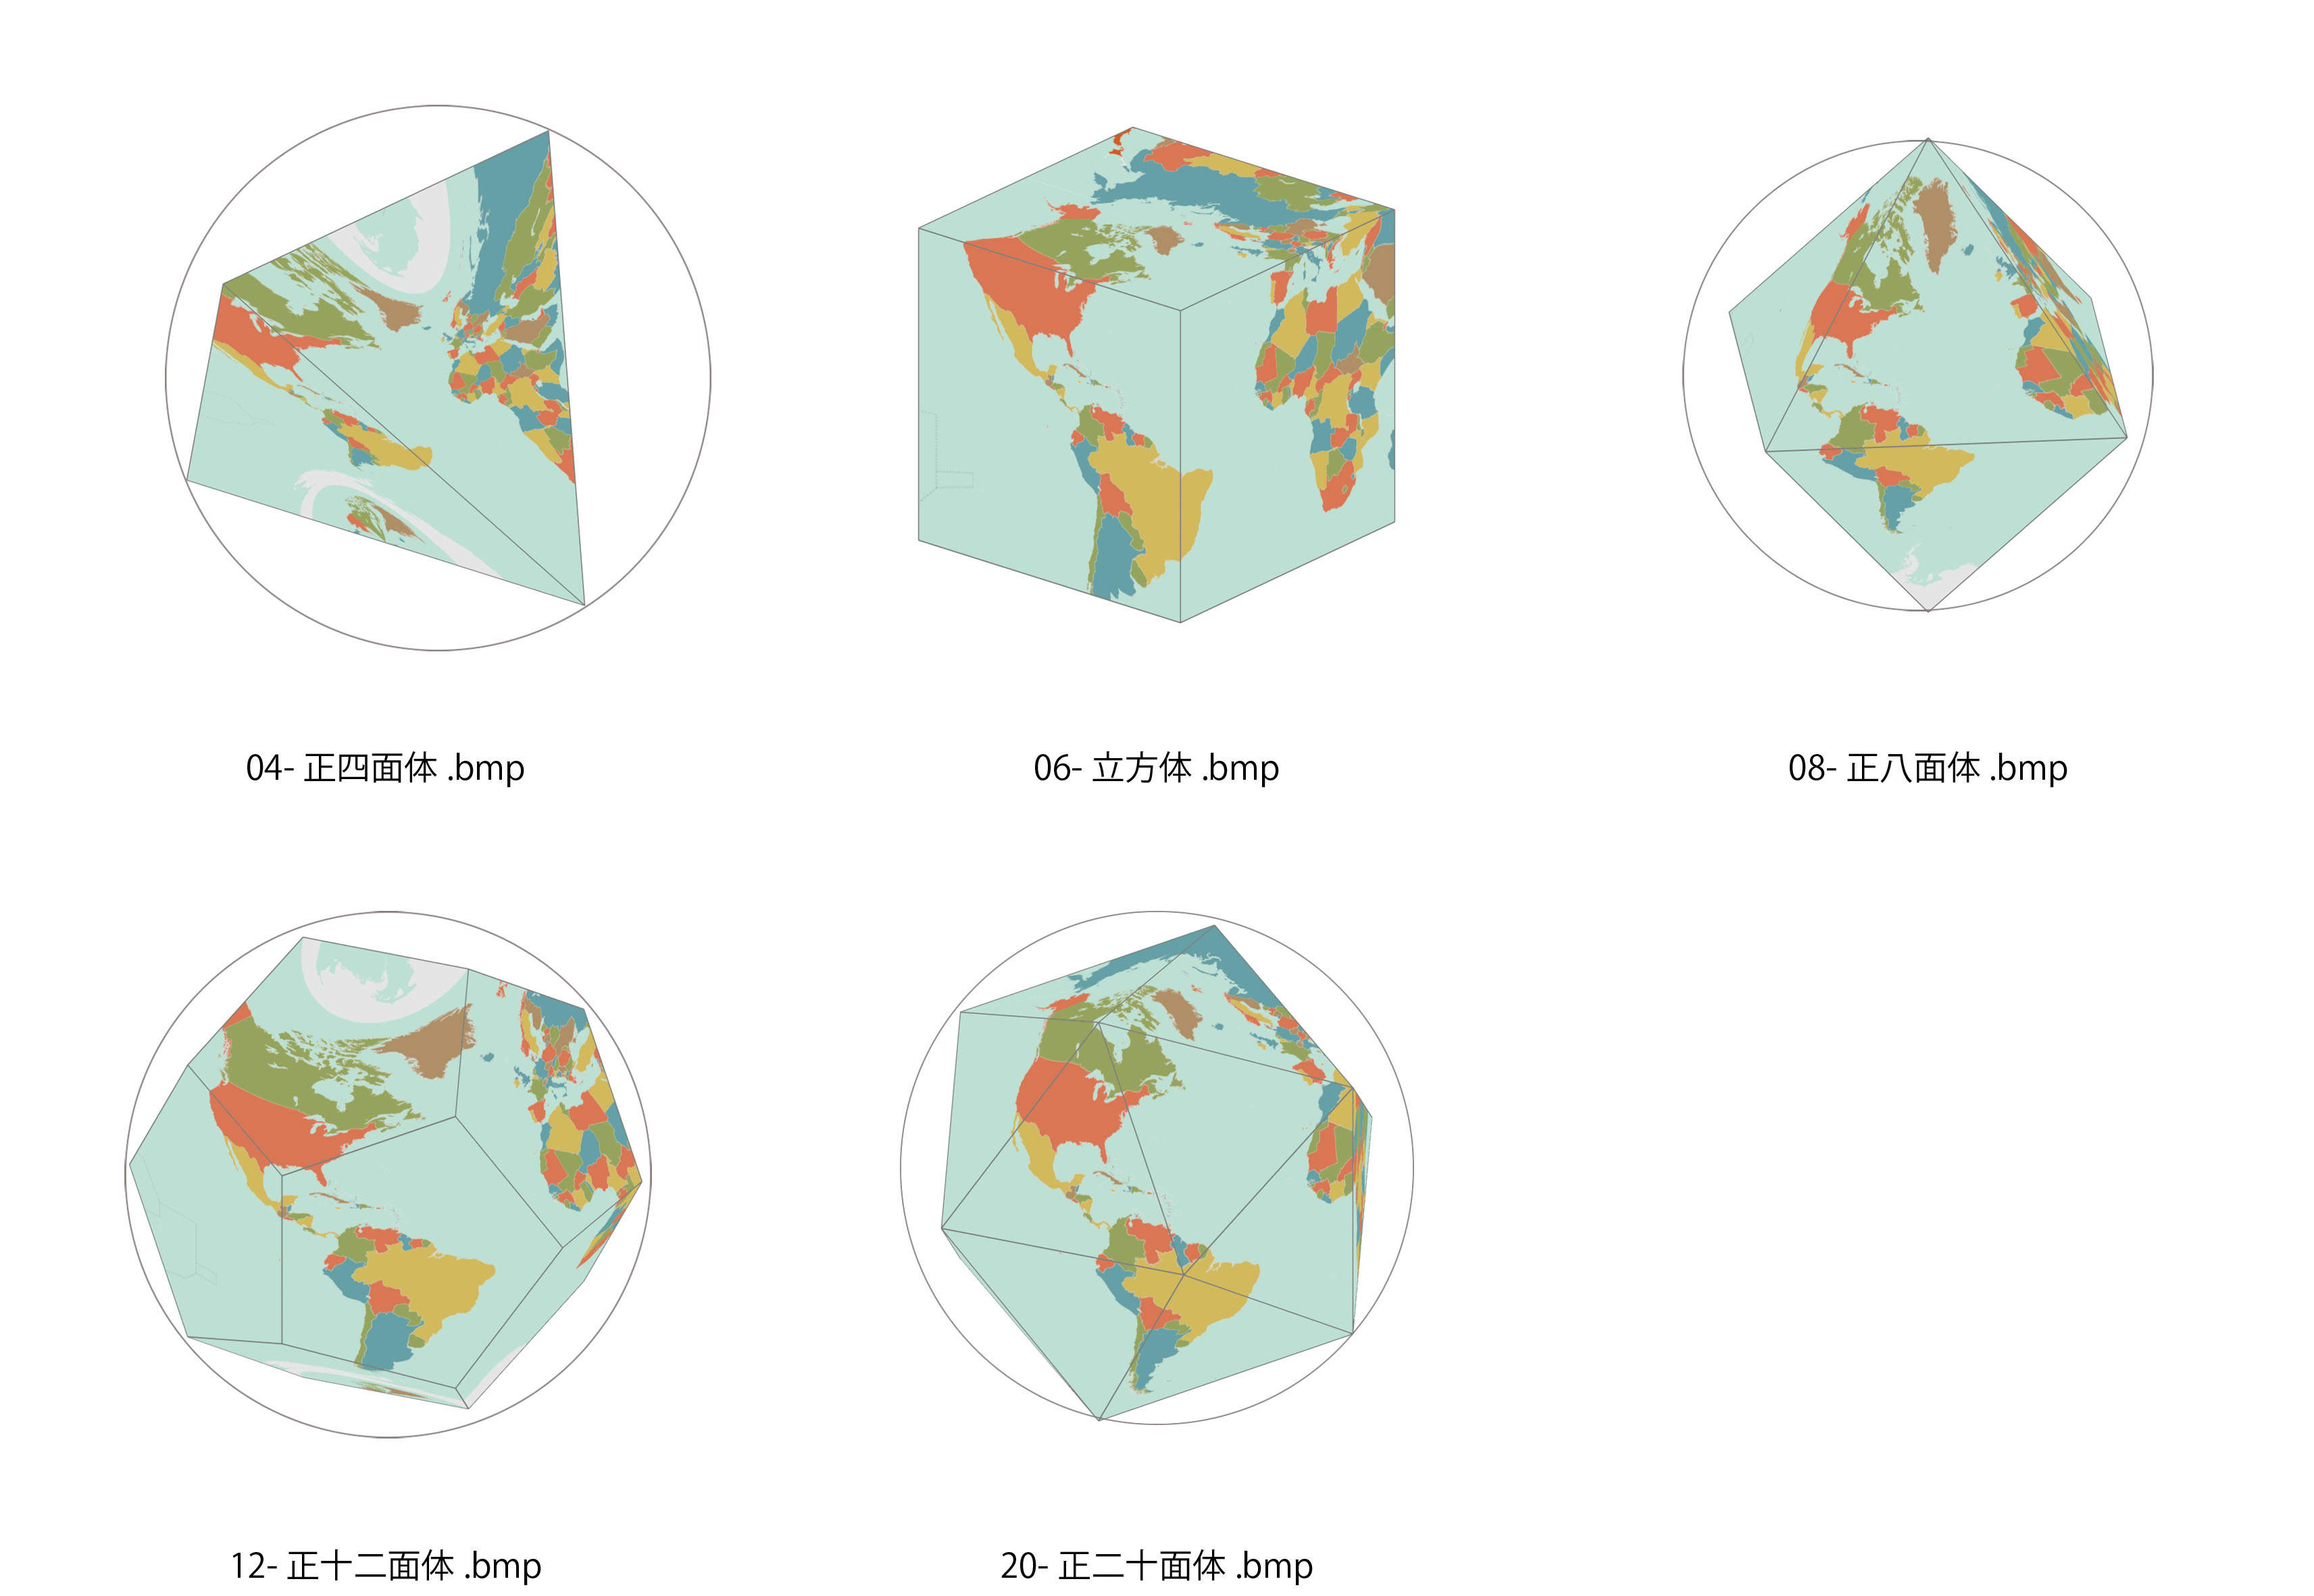 04- 正四面体 .bmp
06- 立方体 .bmp
08- 正八面体 .bmp
12- 正十二面体 .bmp
20- 正二十面体 .bmp